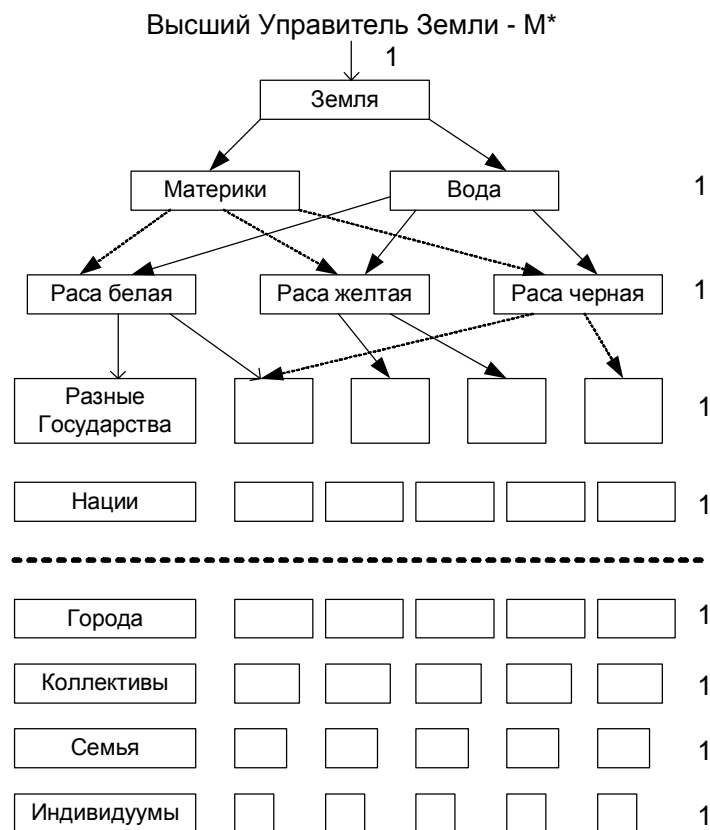 Высший Управитель Земли - М*
1
Земля
Материки Вода 1
Раса белая Раса желтая Раса черная 1
Разные
Государства 1
Нации 1
Города 1
Коллективы 1
Семья 1
Индивидуумы 1